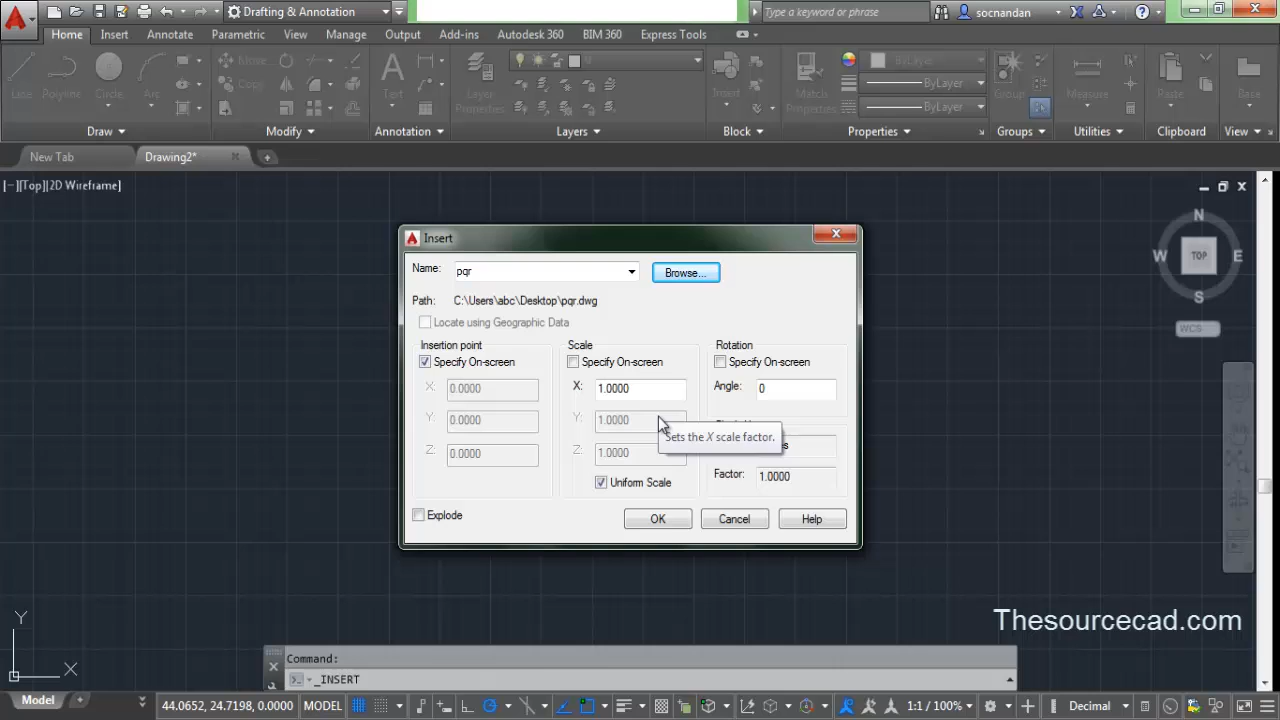 Drafting & Annotation
Type a keyword or phrase
socnandan
Home Insert Annotate Parametric View Manage Output Add-ins Autodesk 360 BIM 360 Express Tools
Line Polyline Circle Arc
Move
Copy
Text
Layer Properties
0
Insert
Match Properties
ByLayer
ByLayer
ByLayer
Group
Measure
Paste
Base
Draw Modify Annotation Layers Block Properties Groups Utilities Clipboard View
New Tab
Drawing2*
[−][Top][2D Wireframe]
N
W TOP E
S
WCS
Insert
Name: pqr Browse...
Path: C:\Users\abc\Desktop\pqr.dwg
Locate using Geographic Data
Insertion point
Specify On-screen
X: 0.0000
Y: 0.0000
Z: 0.0000
Scale
Specify On-screen
X: 1.0000
Y: 1.0000
Z: 1.0000
Uniform Scale
Rotation
Specify On-screen
Angle: 0
Sets the X scale factor.
Factor: 1.0000
Explode
OK Cancel Help
Thesourcecad.com
Y
X
Command:
_INSERT
Model
44.0652, 24.7198, 0.0000 MODEL 1:1 / 100% Decimal